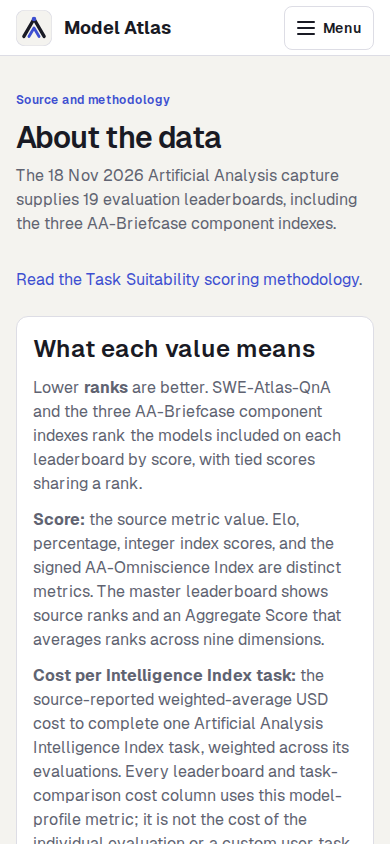 Model Atlas
Menu
Source and methodology
About the data
The 18 Nov 2026 Artificial Analysis capture
supplies 19 evaluation leaderboards, including
the three AA-Briefcase component indexes.
Read the Task Suitability scoring methodology.
What each value means
Lower ranks are better. SWE-Atlas-QnA
and the three AA-Briefcase component
indexes rank the models included on each
leaderboard by score, with tied scores
sharing a rank.
Score: the source metric value. Elo,
percentage, integer index scores, and the
signed AA-Omniscience Index are distinct
metrics. The master leaderboard shows
source ranks and an Aggregate Score that
averages ranks across nine dimensions.
Cost per Intelligence Index task: the
source-reported weighted-average USD
cost to complete one Artificial Analysis
Intelligence Index task, weighted across its
evaluations. Every leaderboard and task-
comparison cost column uses this model-
profile metric; it is not the cost of the
individual evaluation or a custom user task